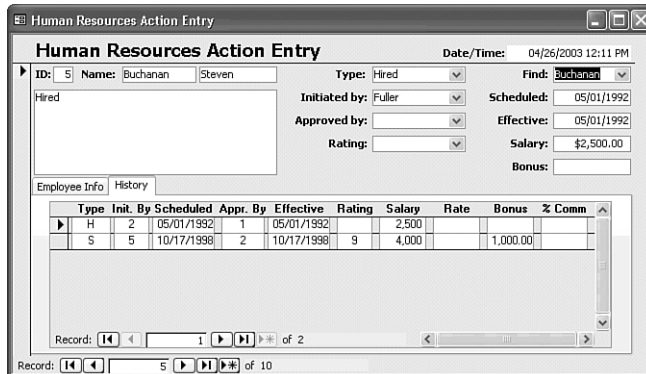 Human Resources Action Entry
Human Resources Action Entry Date/Time: 04/26/2003 12:11 PM
ID: 5 Name: Buchanan Steven Type: Hired Find: Buchanan
Hired Initiated by: Fuller Scheduled: 05/01/1992
Approved by: Effective: 05/01/1992
Rating: Salary: $2,500.00
Bonus:
Employee Info History
Type Init. By Scheduled Appr. By Effective Rating Salary Rate Bonus % Comm
H 2 05/01/1992 1 05/01/1992 2,500
S 5 10/17/1998 2 10/17/1998 9 4,000 1,000.00
Record: 1 of 2
Record: 5 of 10